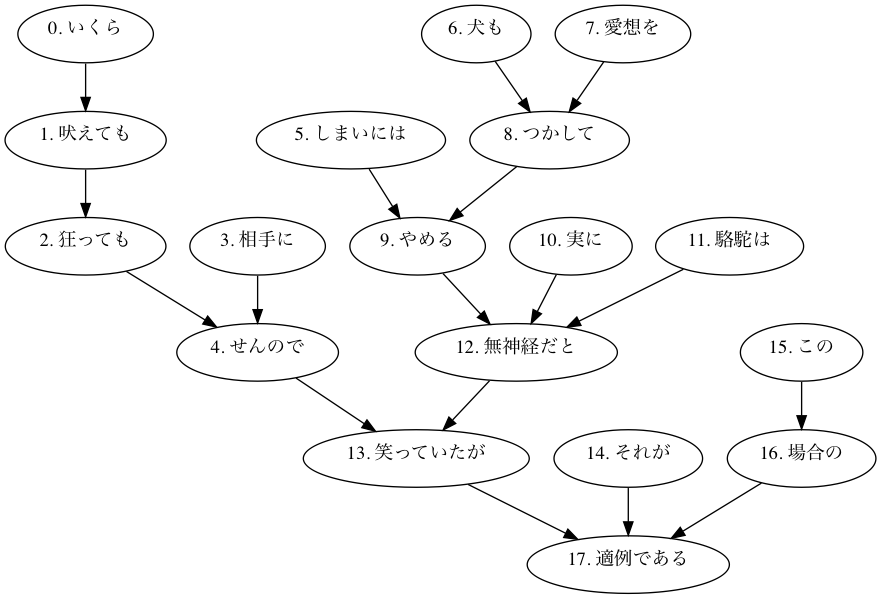 0. いくら
1. 吠えても
2. 狂っても
3. 相手に
4. せんので
5. しまいには
6. 犬も
7. 愛想を
8. つかして
9. やめる
10. 実に
11. 駱駝は
12. 無神経だと
13. 笑っていたが
14. それが
15. この
16. 場合の
17. 適例である